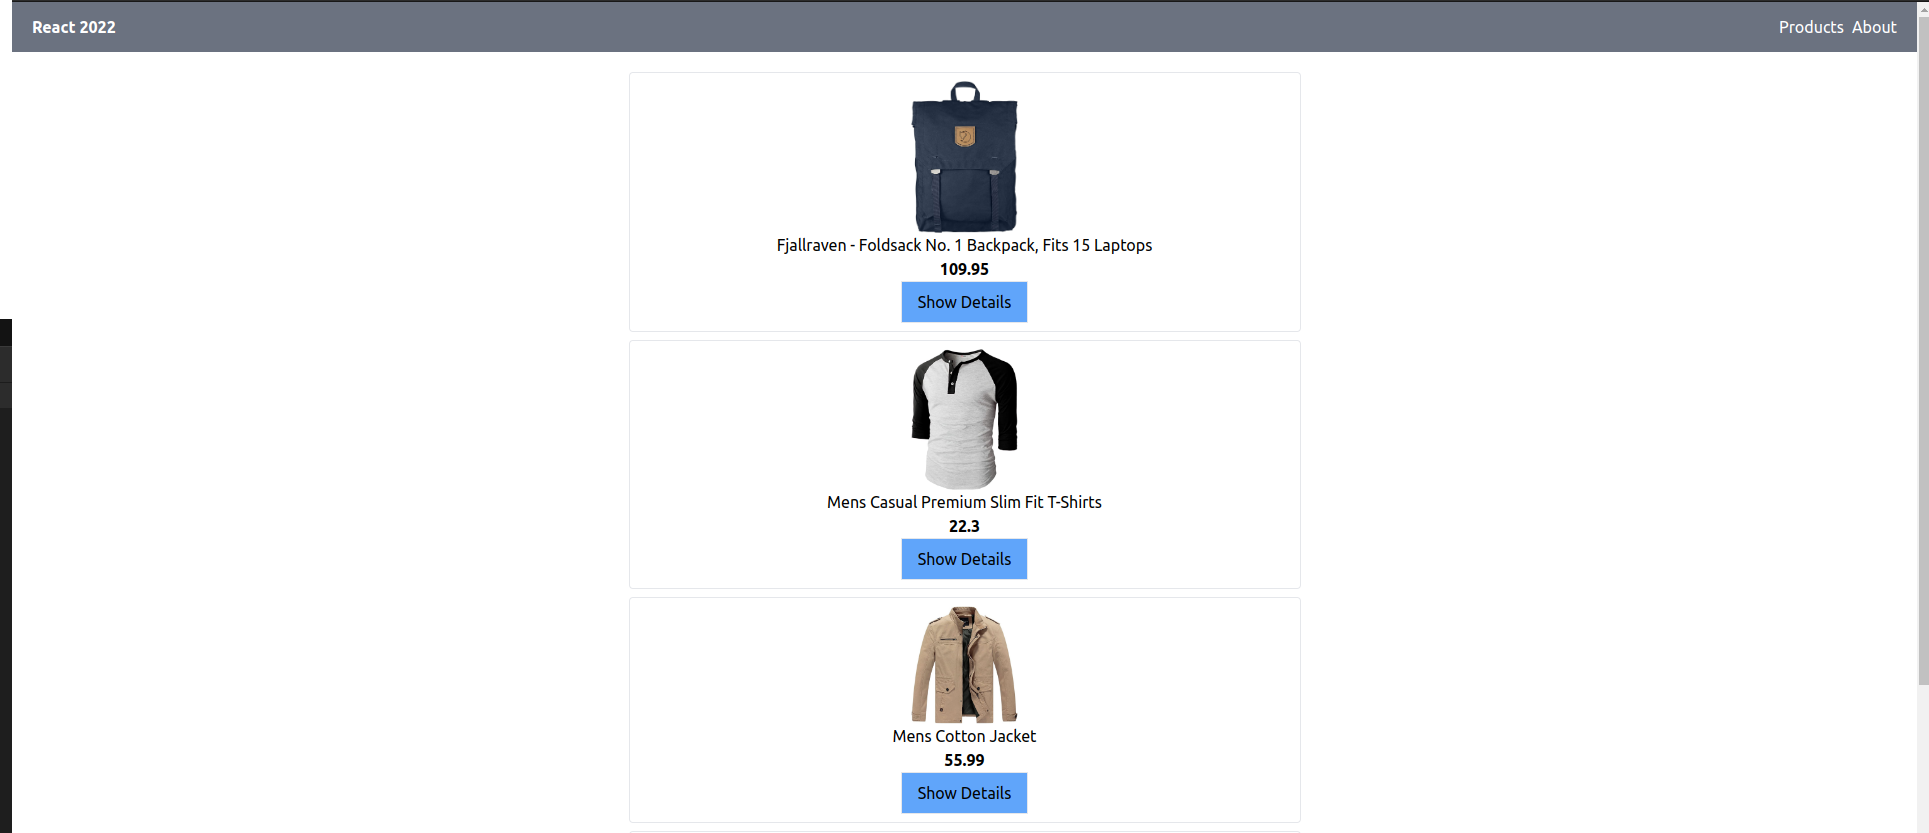 React 2022
Products About
Fjallraven - Foldsack No. 1 Backpack, Fits 15 Laptops
109.95
Show Details
Mens Casual Premium Slim Fit T-Shirts
22.3
Show Details
Mens Cotton Jacket
55.99
Show Details